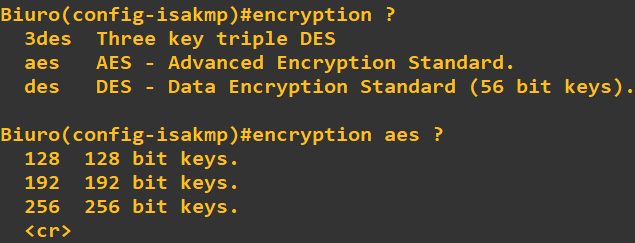 Biuro(config-isakmp)#encryption ?
  3des  Three key triple DES
  aes   AES - Advanced Encryption Standard.
  des   DES - Data Encryption Standard (56 bit keys).

Biuro(config-isakmp)#encryption aes ?
  128  128 bit keys.
  192  192 bit keys.
  256  256 bit keys.
  <cr>